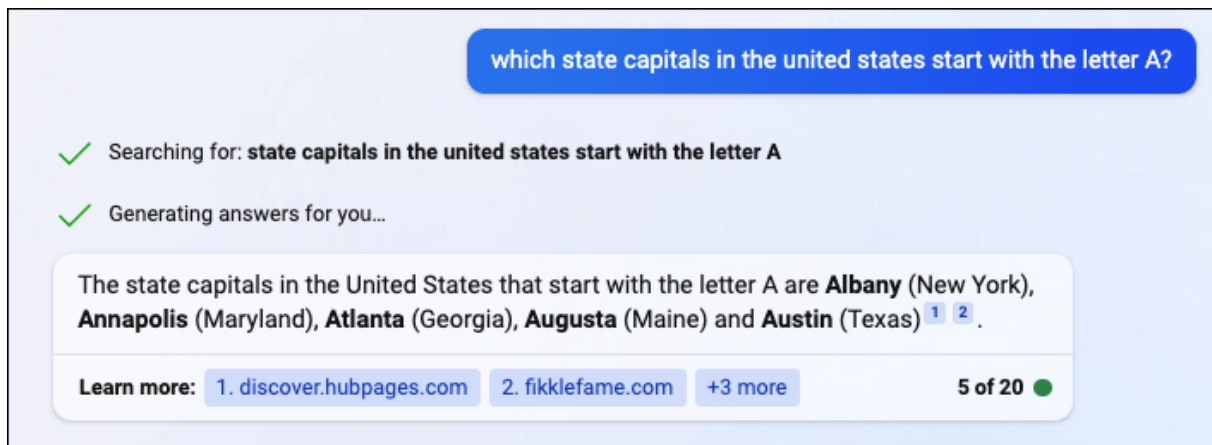 which state capitals in the united states start with the letter A?
Searching for: state capitals in the united states start with the letter A
Generating answers for you...
The state capitals in the United States that start with the letter A are Albany (New York),
Annapolis (Maryland), Atlanta (Georgia), Augusta (Maine) and Austin (Texas) 1 2 .
Learn more: 1. discover.hubpages.com 2. fikklefame.com +3 more 5 of 20